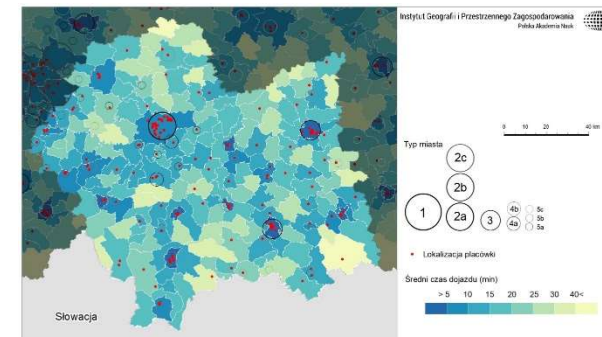 Instytut Geografii i Przestrzennego Zagospodarowania
Polska Akademia Nauk
0 10 20 40 km
Typ miasta
2c
2b
1
2a
3
4b
4a
5c
5b
5a
Lokalizacja placówki
Średni czas dojazdu (min)
> 5 10 15 20 25 30 40<
Słowacja